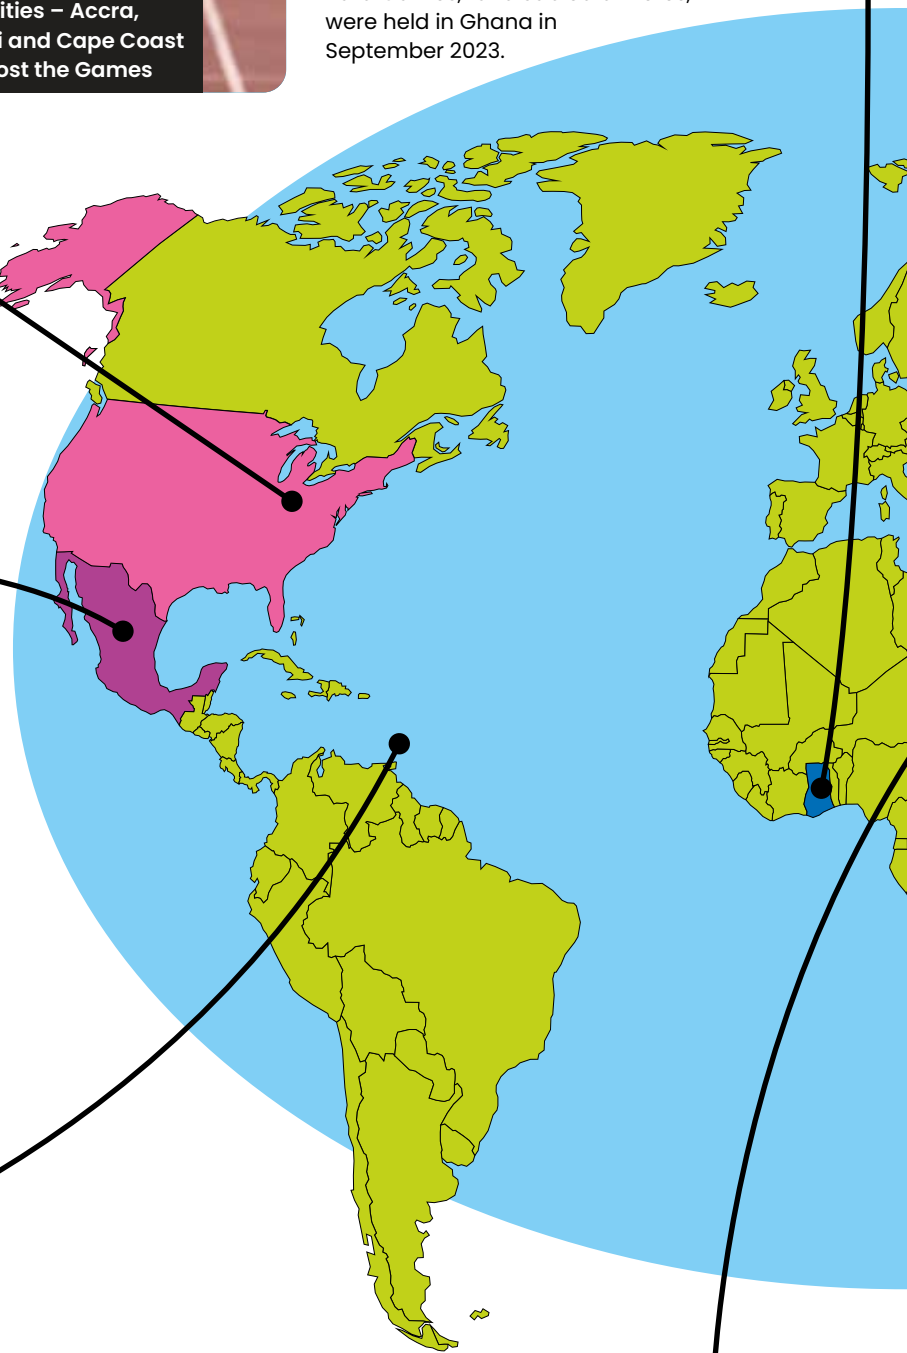 ities – Accra,
i and Cape Coast
ost the Games
were held in Ghana in
September 2023.